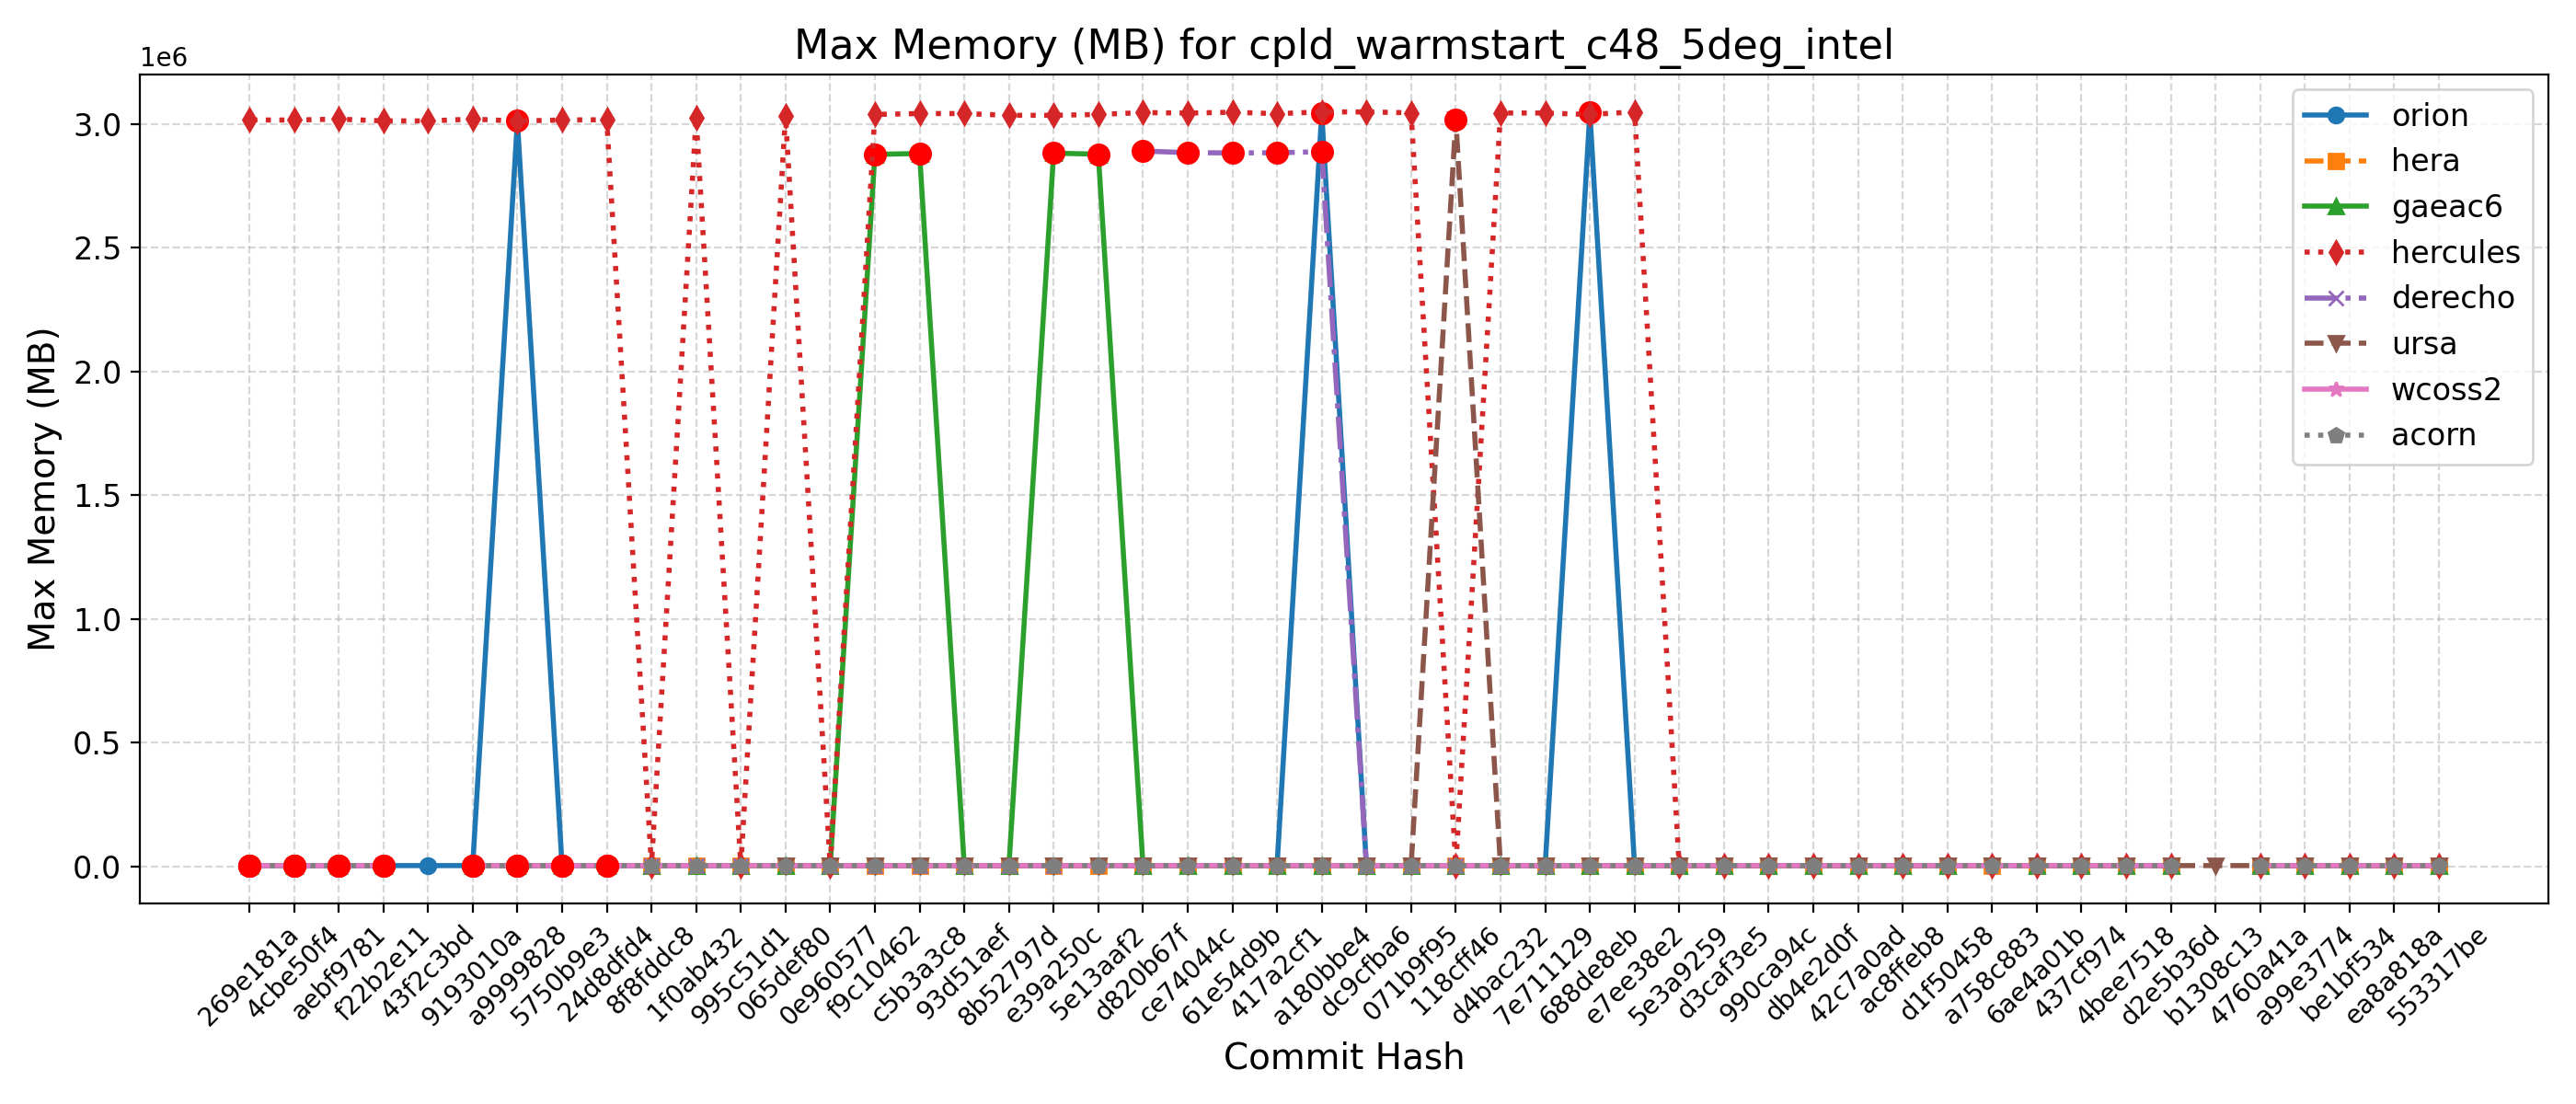 Max Memory (MB) for cpld_warmstart_c48_5deg_intel
1e6
3.0
2.5
2.0
1.5
1.0
0.5
0.0
Max Memory (MB)
orion
hera
gaeac6
hercules
derecho
ursa
wcoss2
acorn
269e181a
4cbe50f4
aebf9781
f22b2e11
43f2c3bd
9193010a
a9999828
5750b9e3
24d8dfd4
8f8fddc8
1f0ab432
995c51d1
065def80
0e960577
f9c10462
c5b3a3c8
93d51aef
8b52797d
e39a250c
5e13aaf2
d820b67f
ce74044c
61e54d9b
417a2cf1
a180bbe4
dc9cfba6
071b9f95
118cff46
d4bac232
7e711129
688de8eb
e7ee38e2
5e3a9259
d3caf3e5
990ca94c
db4e2d0f
42c7a0ad
ac8ffeb8
d1f50458
a758c883
6ae4a01b
437cf974
4bee7518
d2e5b36d
b1308c13
4760a41a
a99e3774
be1bf534
ea8a818a
553317be
Commit Hash